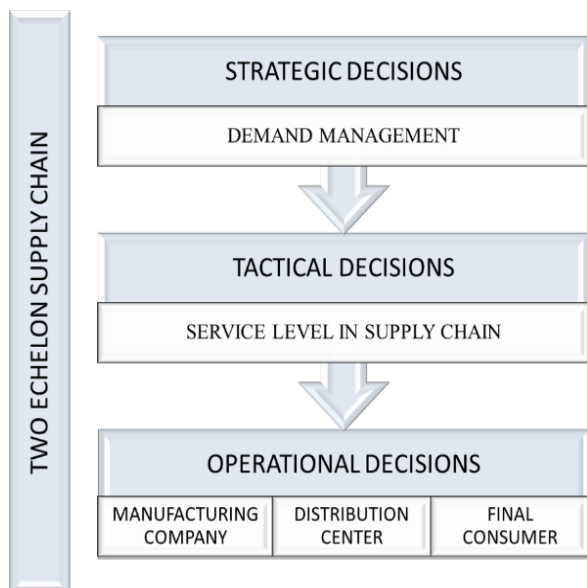 TWO ECHELON SUPPLY CHAIN
STRATEGIC DECISIONS
DEMAND MANAGEMENT
TACTICAL DECISIONS
SERVICE LEVEL IN SUPPLY CHAIN
OPERATIONAL DECISIONS
MANUFACTURING
COMPANY
DISTRIBUTION
CENTER
FINAL
CONSUMER